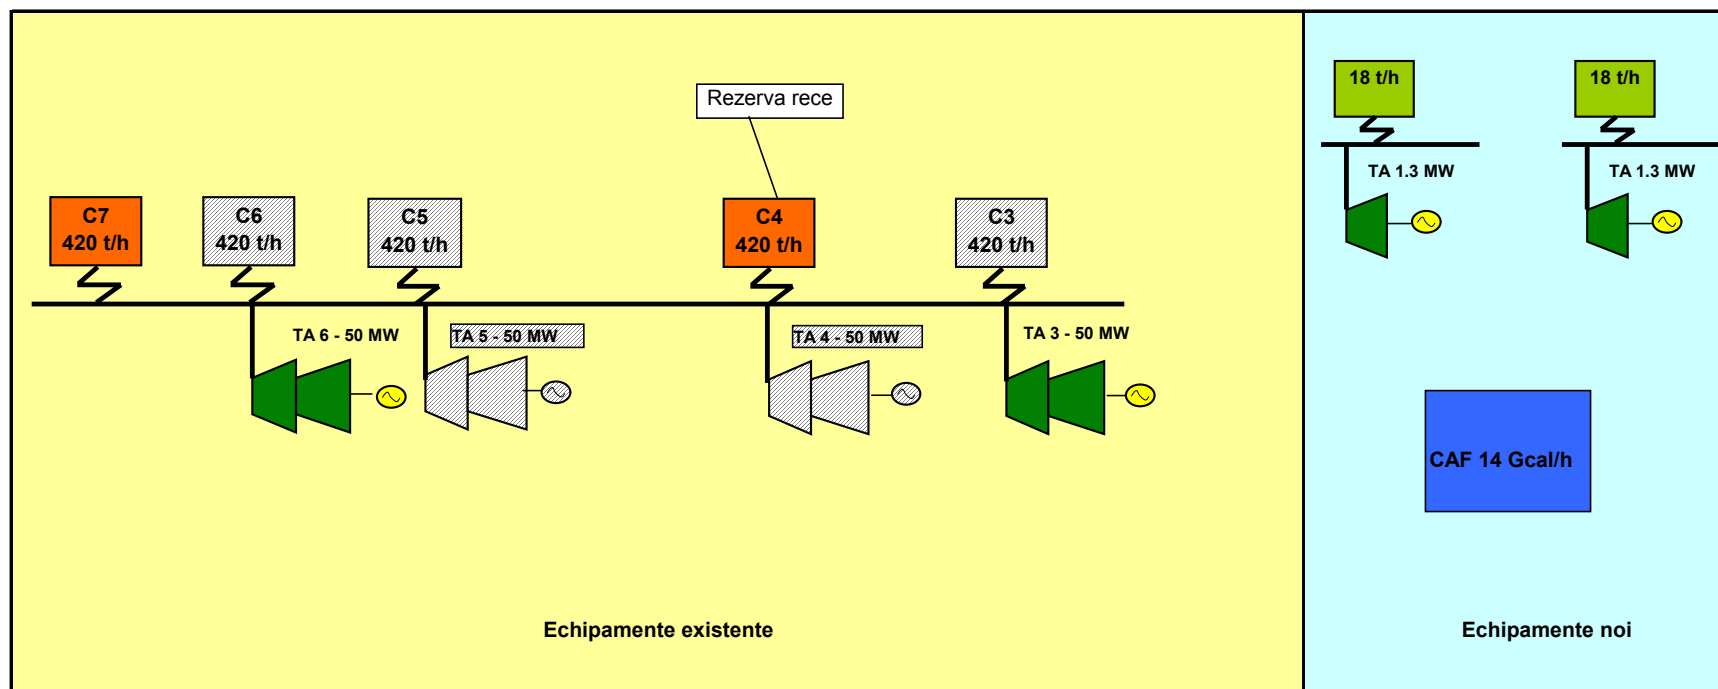 18 t/h
18 t/h
Rezerva rece
TA 1.3 MW
TA 1.3 MW
C7
420 t/h
C6
420 t/h
C5
420 t/h
C4
420 t/h
C3
420 t/h
TA 6 - 50 MW
TA 5 - 50 MW
TA 4 - 50 MW
TA 3 - 50 MW
CAF 14 Gcal/h
Echipamente existente
Echipamente noi